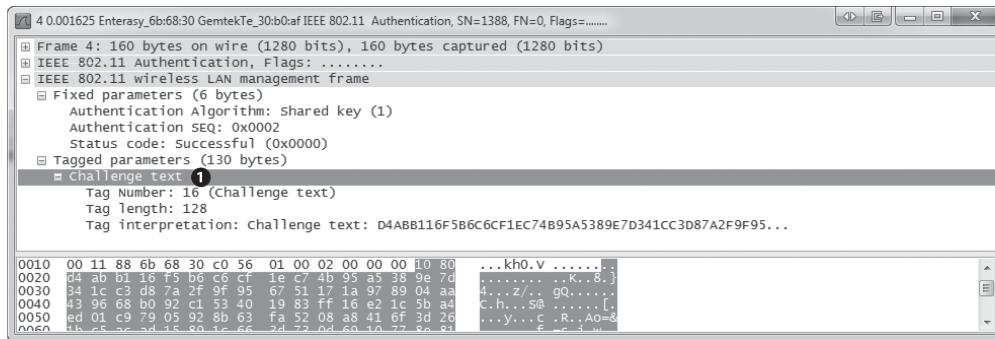 4 0.001625 Enterasy_6b:68:30 GemtekTe_30:b0:af IEEE 802.11 Authentication, SN=1388, FN=0, Flags=........
Frame 4: 160 bytes on wire (1280 bits), 160 bytes captured (1280 bits)
IEEE 802.11 Authentication, Flags: ........
IEEE 802.11 wireless LAN management frame
Fixed parameters (6 bytes)
Authentication Algorithm: Shared key (1)
Authentication SEQ: 0x0002
Status code: Successful (0x0000)
Tagged parameters (130 bytes)
Challenge text 1
Tag Number: 16 (Challenge text)
Tag length: 128
Tag interpretation: Challenge text: D4ABB116F5B6C6CF1EC74B95A5389E7D341CC3D87A2F9F95...
0010 00 11 88 6b 68 30 c0 56 01 00 02 00 00 00 10 80 ...kh0.V ........
0020 d4 ab b1 16 f5 b6 c6 cf 1e c7 4b 95 a5 38 9e 7d ........ ..K..8.}
0030 34 1c c3 d8 7a 2f 9f 95 67 51 17 1a 97 89 04 aa 4...z/.. gQ......
0040 43 96 68 b0 92 c1 53 40 19 83 ff 16 e2 1c 5b a4 C.h...S@ ......[.
0050 ed 01 c9 79 05 92 8b 63 fa 52 08 a8 41 6f 3d 26 ...y...c .R..Ao=&